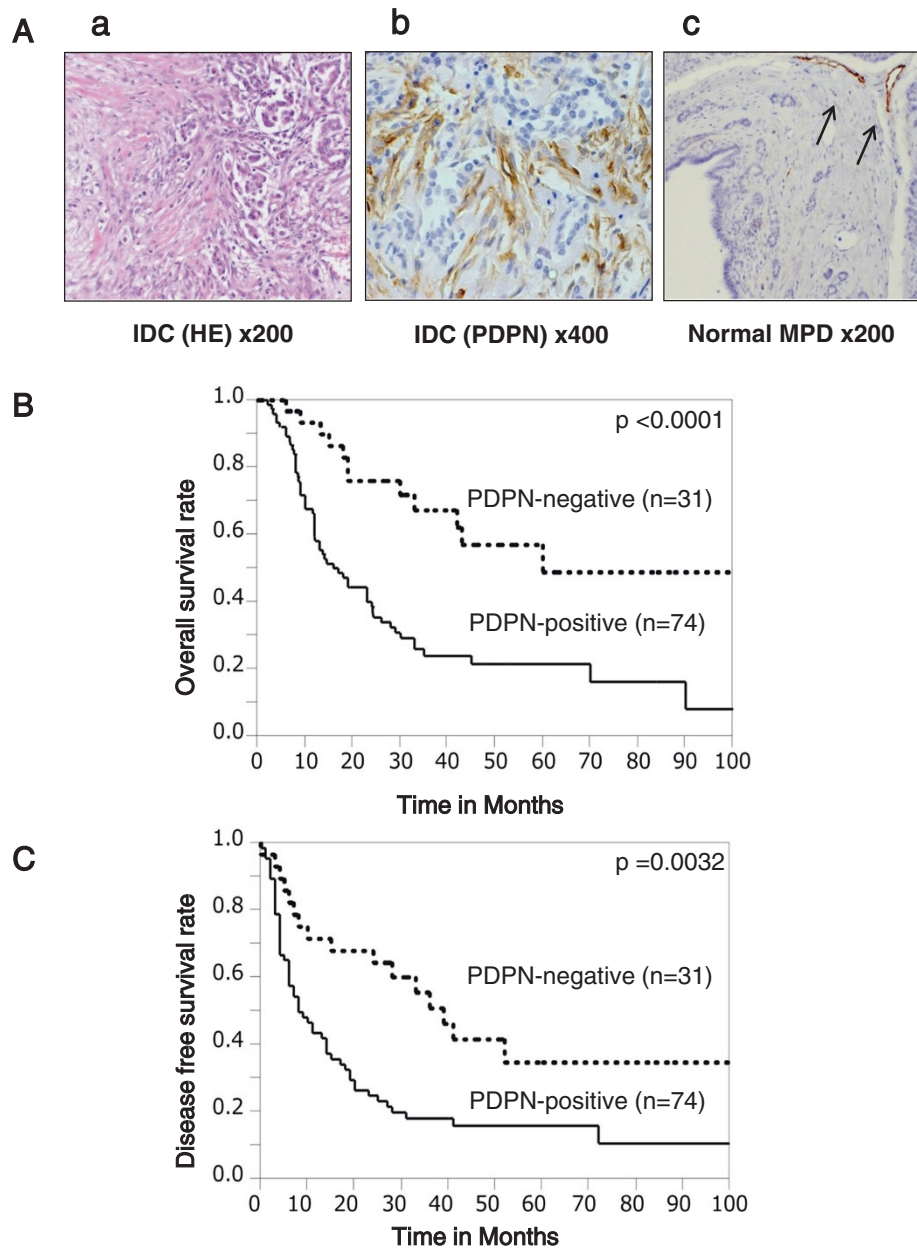 A
a
b
c
IDC (HE) x200
IDC (PDPN) x400
Normal MPD x200
B
Overall survival rate
1.0
0.8
0.6
0.4
0.2
0.0
p <0.0001
PDPN-negative (n=31)
PDPN-positive (n=74)
0 10 20 30 40 50 60 70 80 90 100
Time in Months
C
Disease free survival rate
1.0
0.8
0.6
0.4
0.2
0.0
p =0.0032
PDPN-negative (n=31)
PDPN-positive (n=74)
0 10 20 30 40 50 60 70 80 90 100
Time in Months